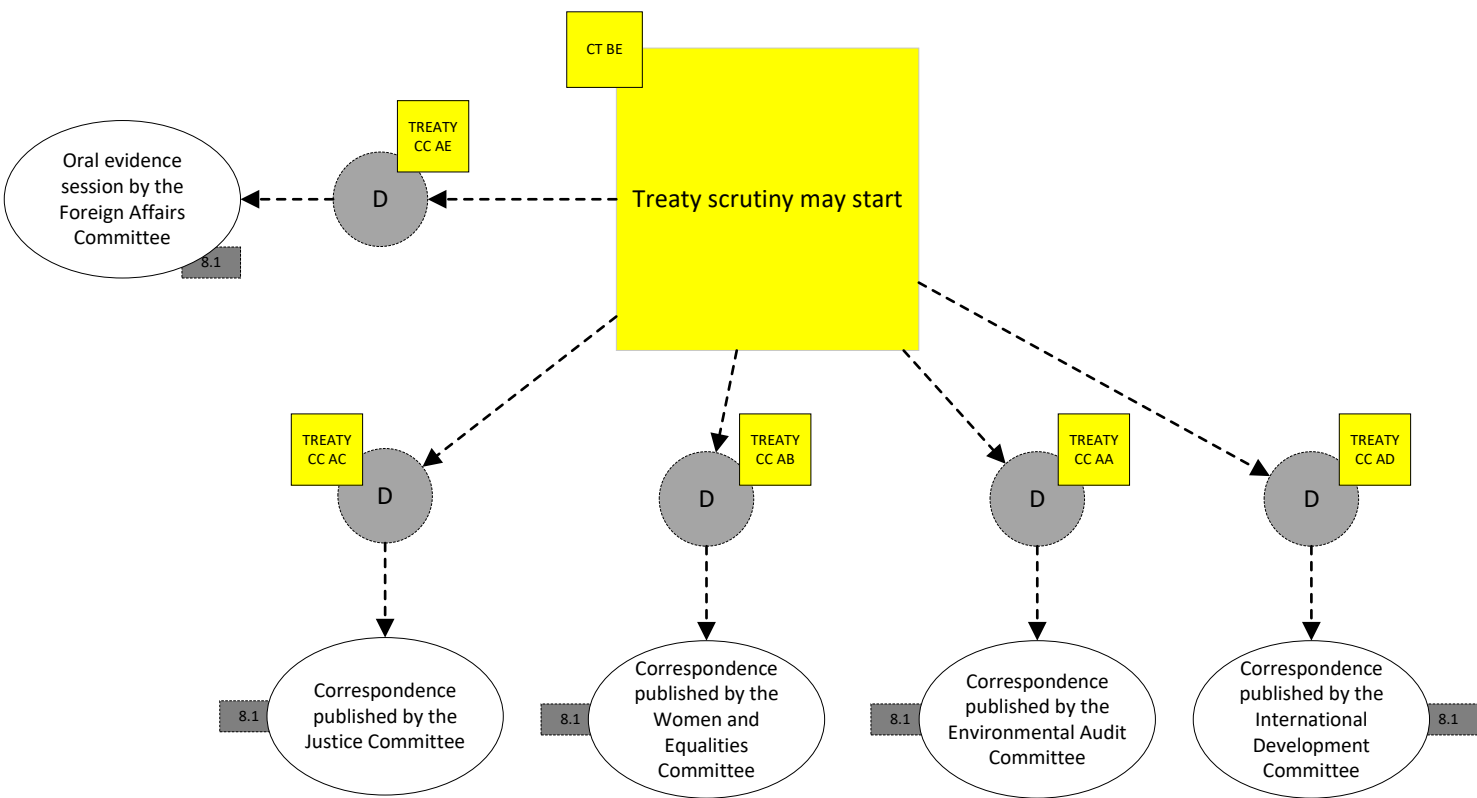 CT BE
Treaty scrutiny may start
TREATY
CC AE
D
Oral evidence
session by the
Foreign Affairs
Committee
8.1
TREATY
CC AC
D
TREATY
CC AB
D
TREATY
CC AA
D
TREATY
CC AD
D
8.1
Correspondence
published by the
Justice Committee
8.1
Correspondence
published by the
Women and
Equalities
Committee
8.1
Correspondence
published by the
Environmental Audit
Committee
Correspondence
published by the
International
Development
Committee
8.1